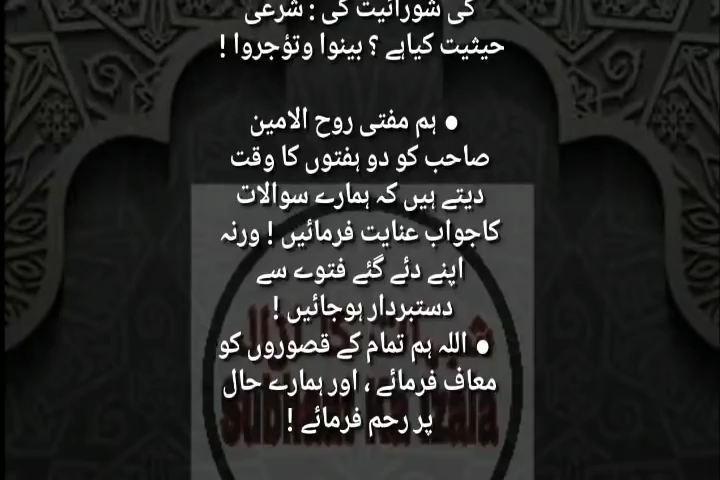 کی شورائیت کی : شرعی
حیثیت کیاہے ؟ بینوا وتؤجروا !
● ہم مفتی روح الامین
صاحب کو دو ہفتوں کا وقت
دیتے ہیں کہ ہمارے سوالات
کاجواب عنایت فرمائیں ! ورنہ
اپنے دئے گئے فتوے سے
دستبردار ہوجائیں !
● اللہ ہم تمام کے قصوروں کو
معاف فرمائے ، اور ہمارے حال
پر رحم فرمائے !